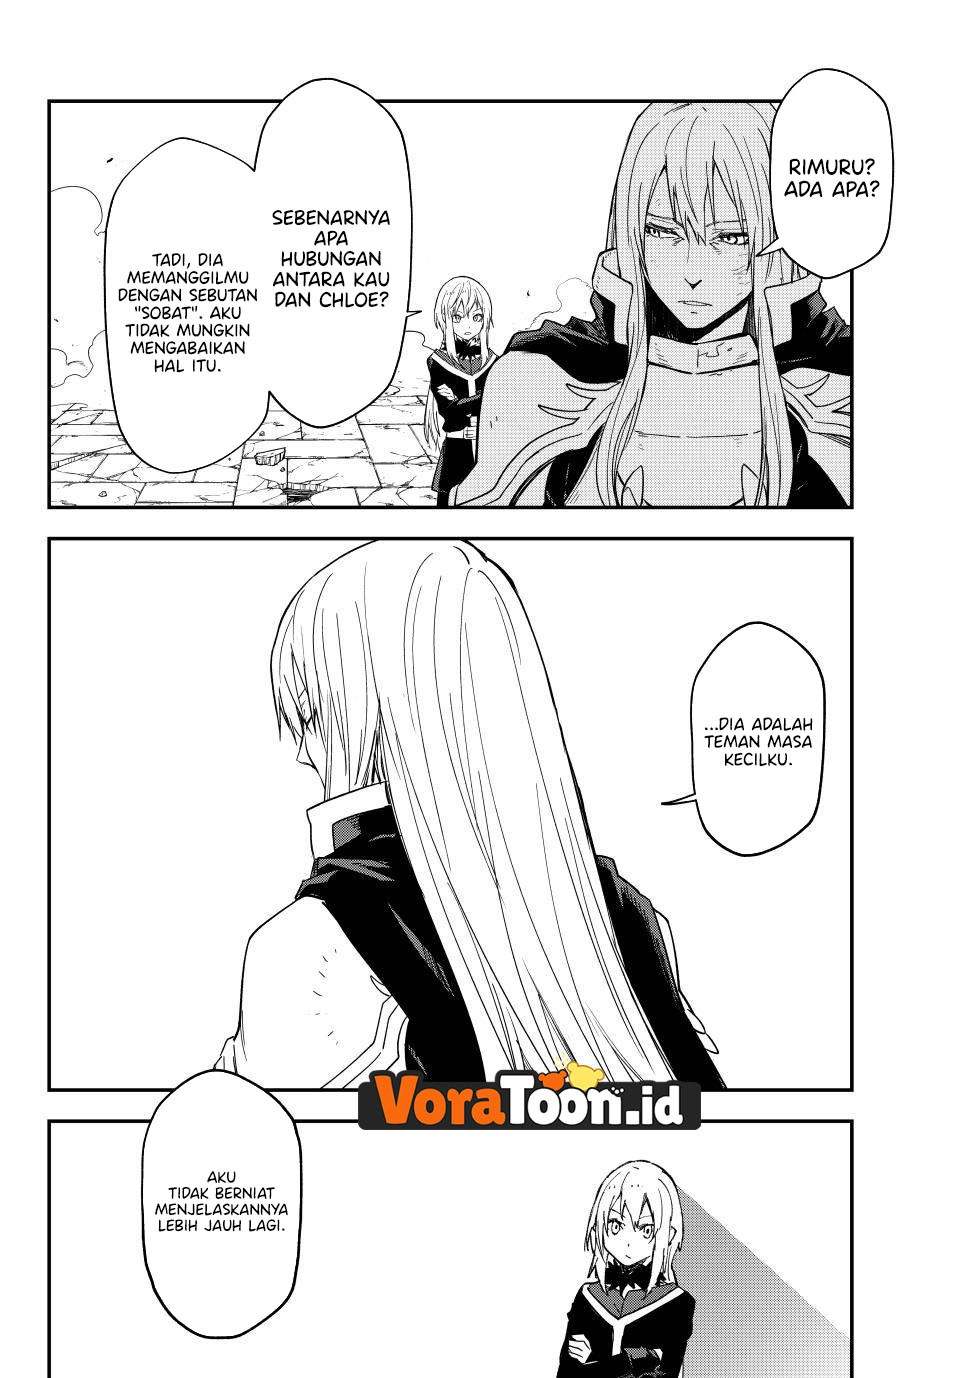 RIMURU?
ADA APA?
SEBENARNYA
APA
HUBUNGAN
ANTARA KAU
DAN CHLOE?
TADI, DIA
MEMANGGILMU
DENGAN SEBUTAN
"SOBAT". AKU
TIDAK MUNGKIN
MENGABAIKAN
HAL ITU.
...DIA ADALAH
TEMAN MASA
KECILKU.
VoraToon.id
AKU
TIDAK BERNIAT
MENJELASKANNYA
LEBIH JAUH LAGI.